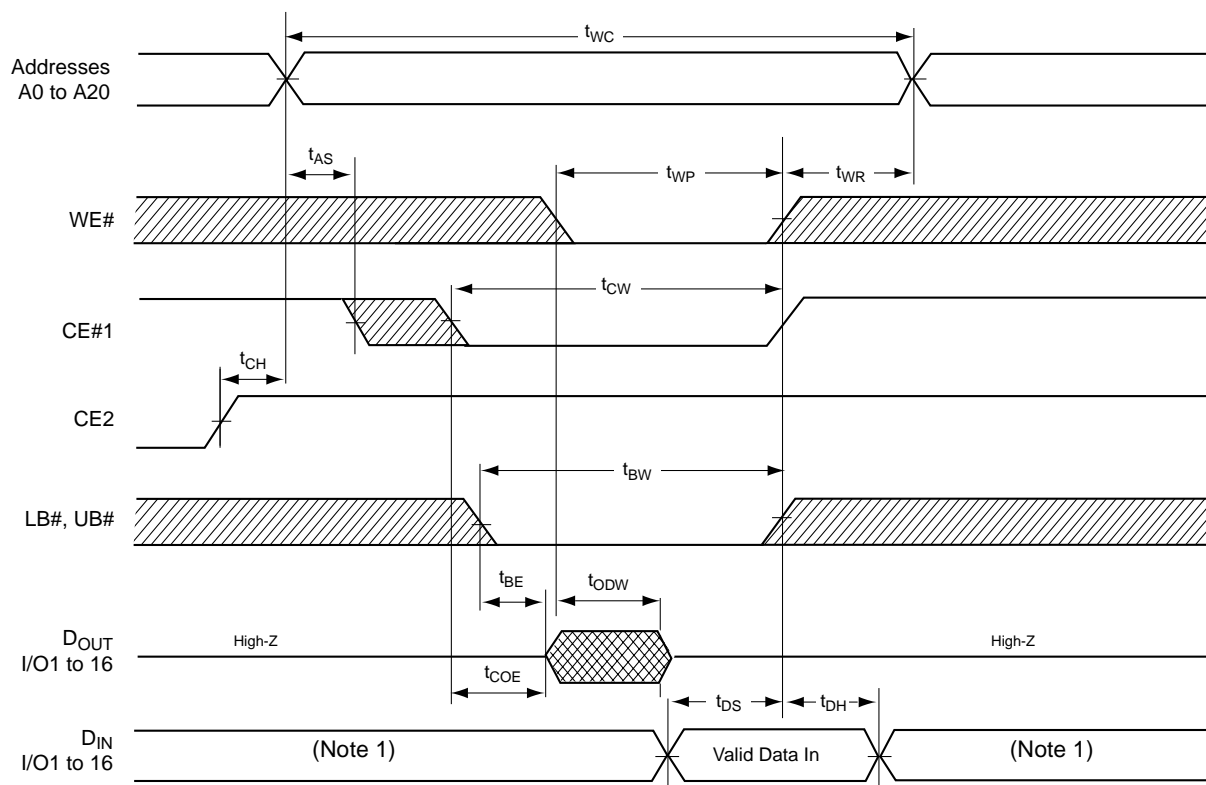 tWC
Addresses
A0 to A20
tAS
tWP
tWR
WE#
tCW
CE#1
tCH
CE2
tBW
LB#, UB#
tBE
tODW
DOUT
I/O1 to 16
High-Z
High-Z
tCOE
tDS
tDH
DIN
I/O1 to 16
(Note 1)
Valid Data In
(Note 1)